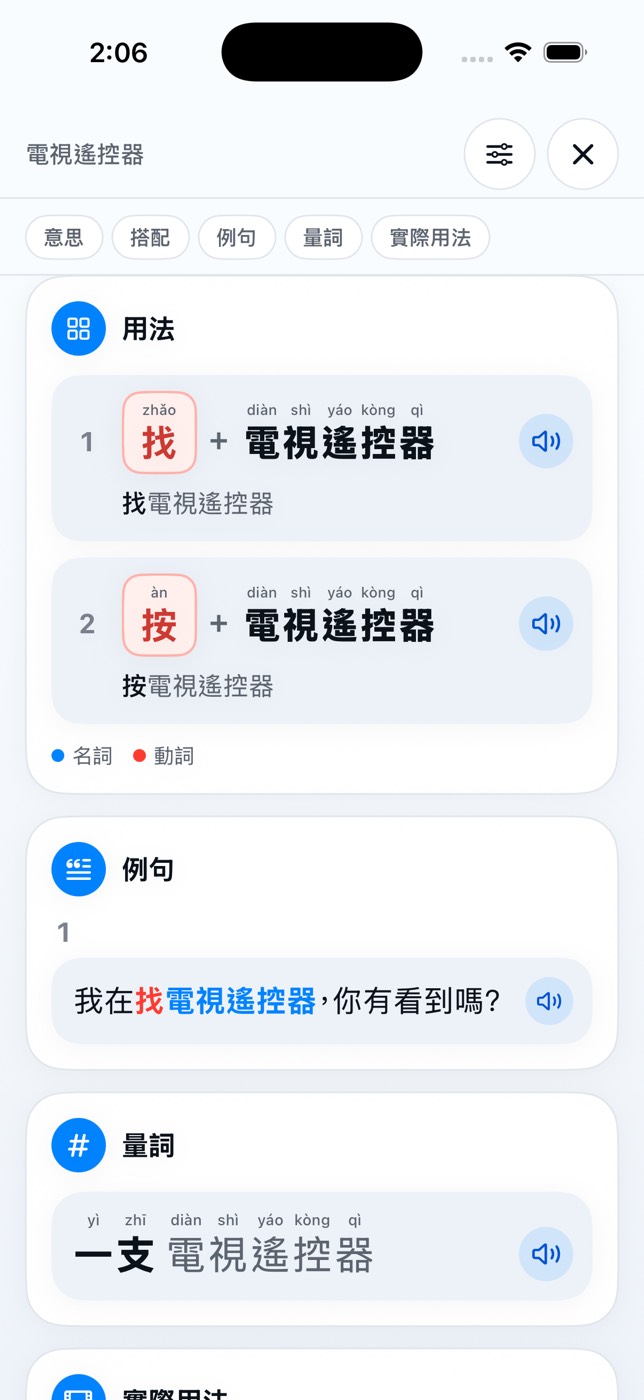 2:06
電視遙控器
意思 搭配 例句 量詞 實際用法
用法
zhǎo diàn shì yáo kòng qì
1 找 + 電視遙控器
找電視遙控器
àn diàn shì yáo kòng qì
2 按 + 電視遙控器
按電視遙控器
名詞 動詞
例句
1
我在找電視遙控器,你有看到嗎?
量詞
yì zhī diàn shì yáo kòng qì
一支 電視遙控器
實際用法